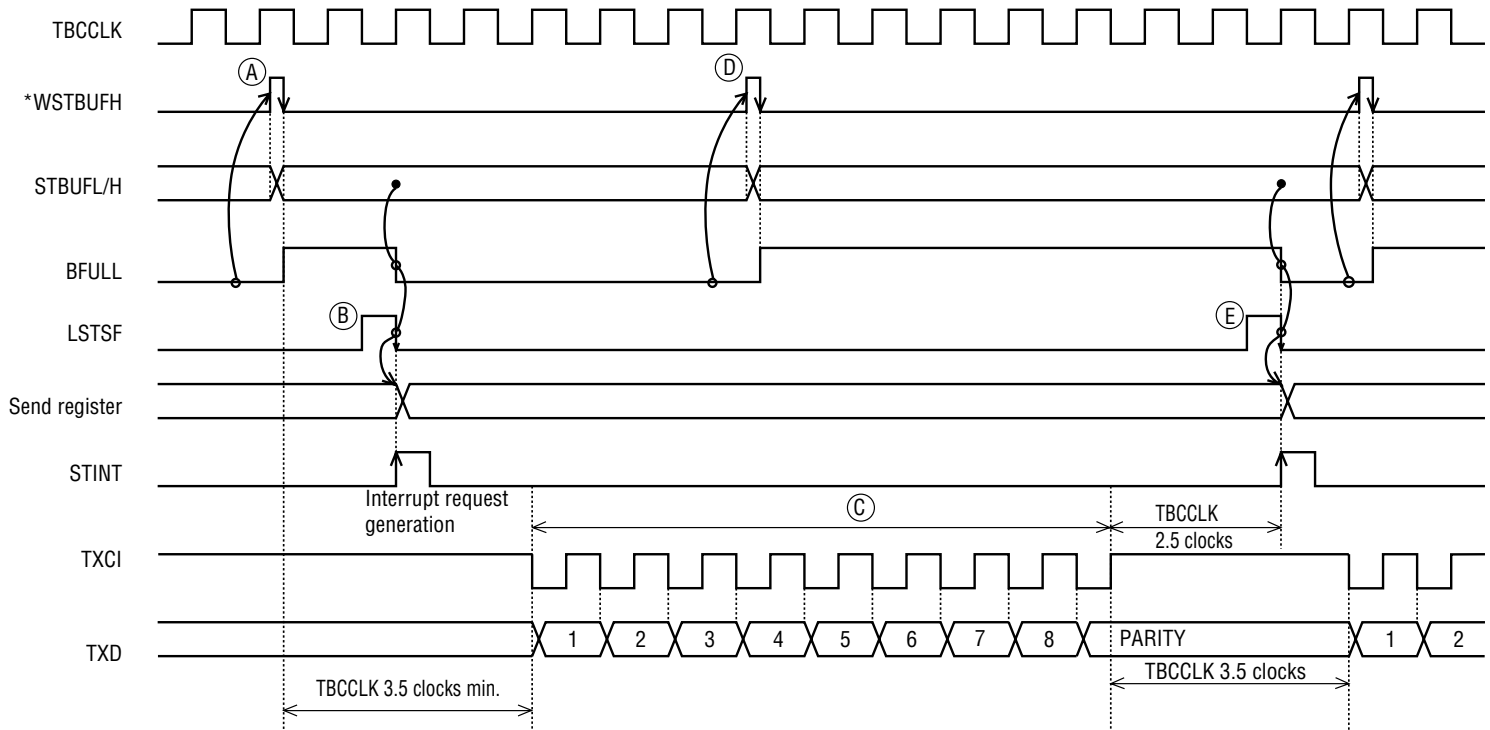 TBCCLK
Ⓐ
Ⓓ
*WSTBUFH
STBUFL/H
BFULL
Ⓑ
Ⓔ
LSTSF
Send register
STINT
Interrupt request
generation
Ⓒ
TBCCLK
2.5 clocks
TXCI
TXD
1 2 3 4 5 6 7 8 PARITY 1 2
TBCCLK 3.5 clocks
TBCCLK 3.5 clocks min.